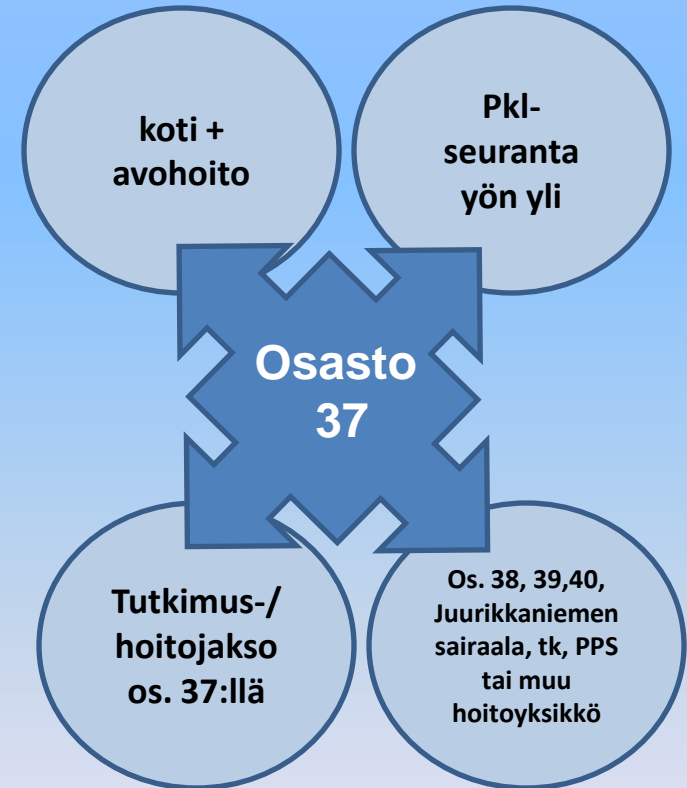 koti +
avohoito
Pkl-
seuranta
yön yli
Osasto
37
Tutkimus-/
hoitojakso
os. 37:llä
Os. 38, 39,40,
Juurikkaniemen
sairaala, tk, PPS
tai muu
hoitoyksikkö